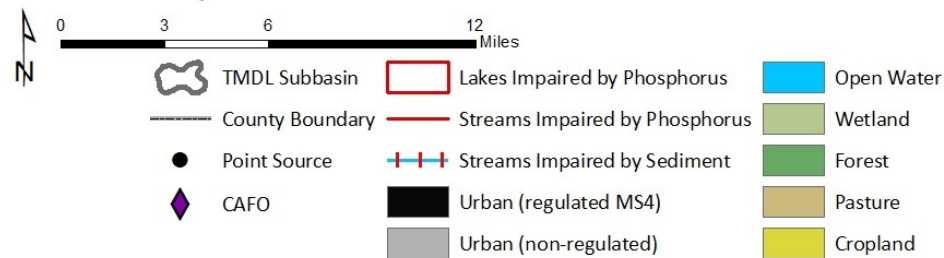 0 3 6 12
Miles
N
TMDL Subbasin
County Boundary
Point Source
CAFO
Lakes Impaired by Phosphorus
Streams Impaired by Phosphorus
Streams Impaired by Sediment
Urban (regulated MS4)
Urban (non-regulated)
Open Water
Wetland
Forest
Pasture
Cropland